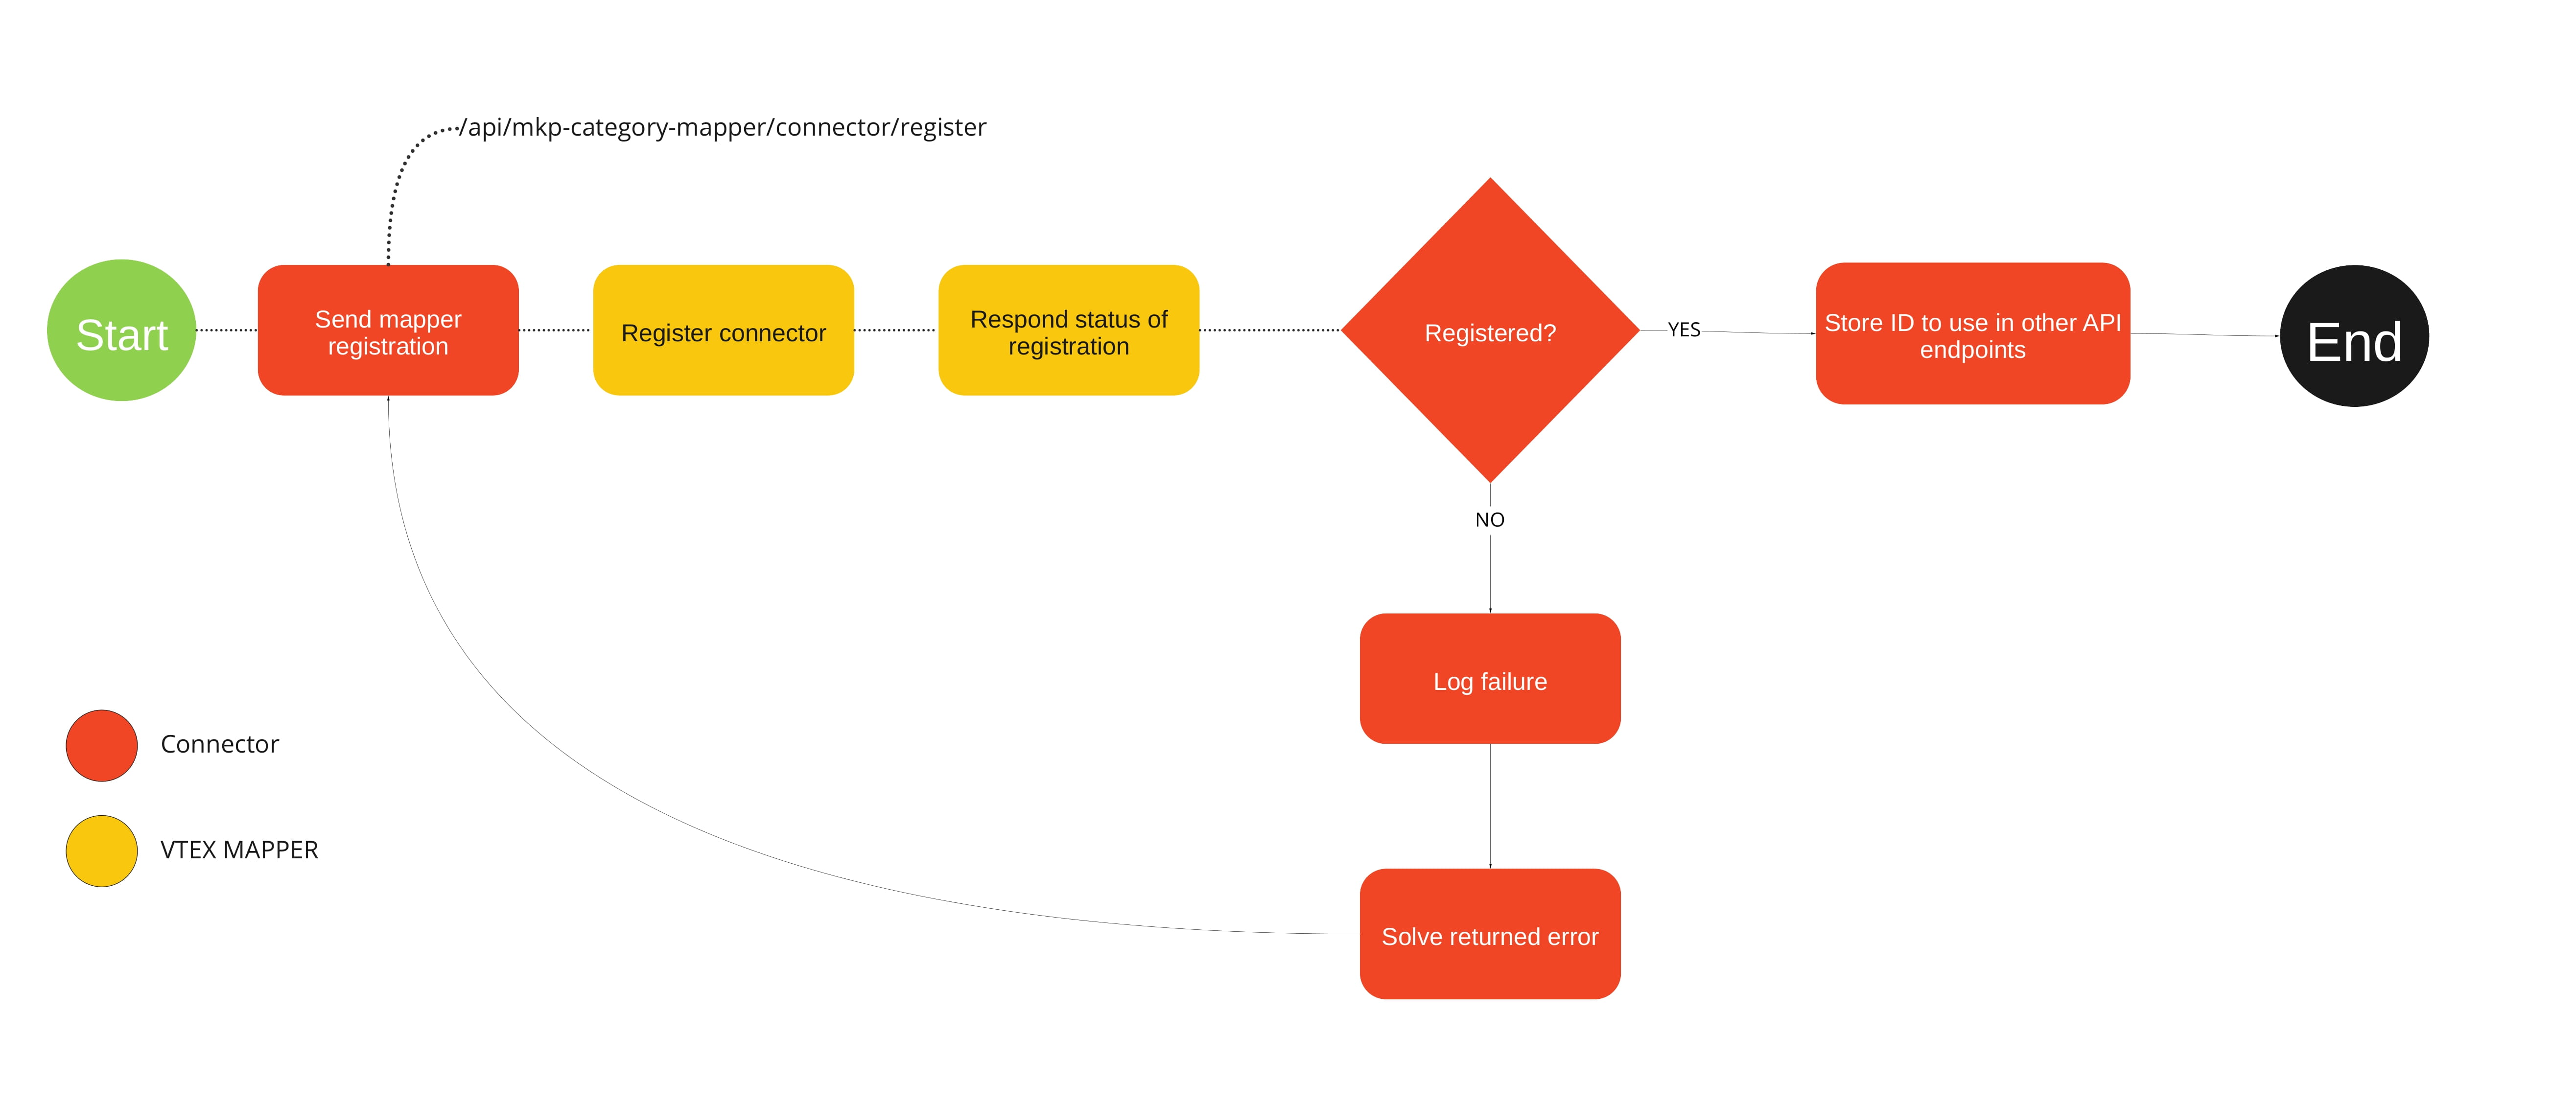 /api/mkp-category-mapper/connector/register
Start
Send mapper
registration
Register connector
Respond status of
registration
Registered?
YES
Store ID to use in other API
endpoints
End
NO
Log failure
Solve returned error
Connector
VTEX MAPPER